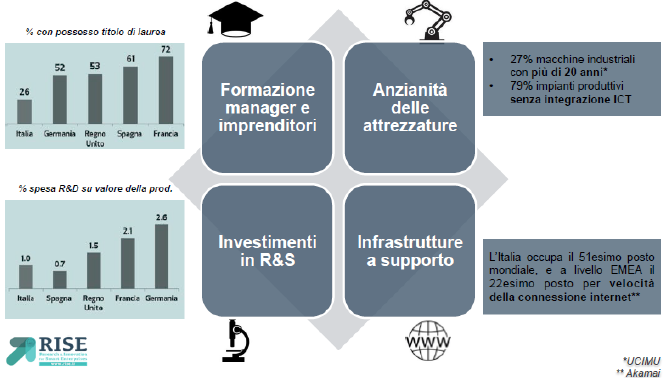 % con possesso titolo di laurea
26
52
53
61
72
Italia
Germania
Regno
Unito
Spagna
Francia
Formazione
manager e
imprenditori
Anzianità
delle
attrezzature
• 27% macchine industriali
con più di 20 anni*
• 79% impianti produttivi
senza integrazione ICT
% spesa R&D su valore della prod.
1.0
0.7
1.5
2.1
2.6
Italia
Spagna
Regno
Unito
Francia
Germania
Investimenti
in R&S
Infrastrutture
a supporto
L'Italia occupa il 51esimo posto
mondiale, e a livello EMEA il
22esimo posto per velocità
della connessione internet**
WWW
RISE
*UCIMU
** Akamai